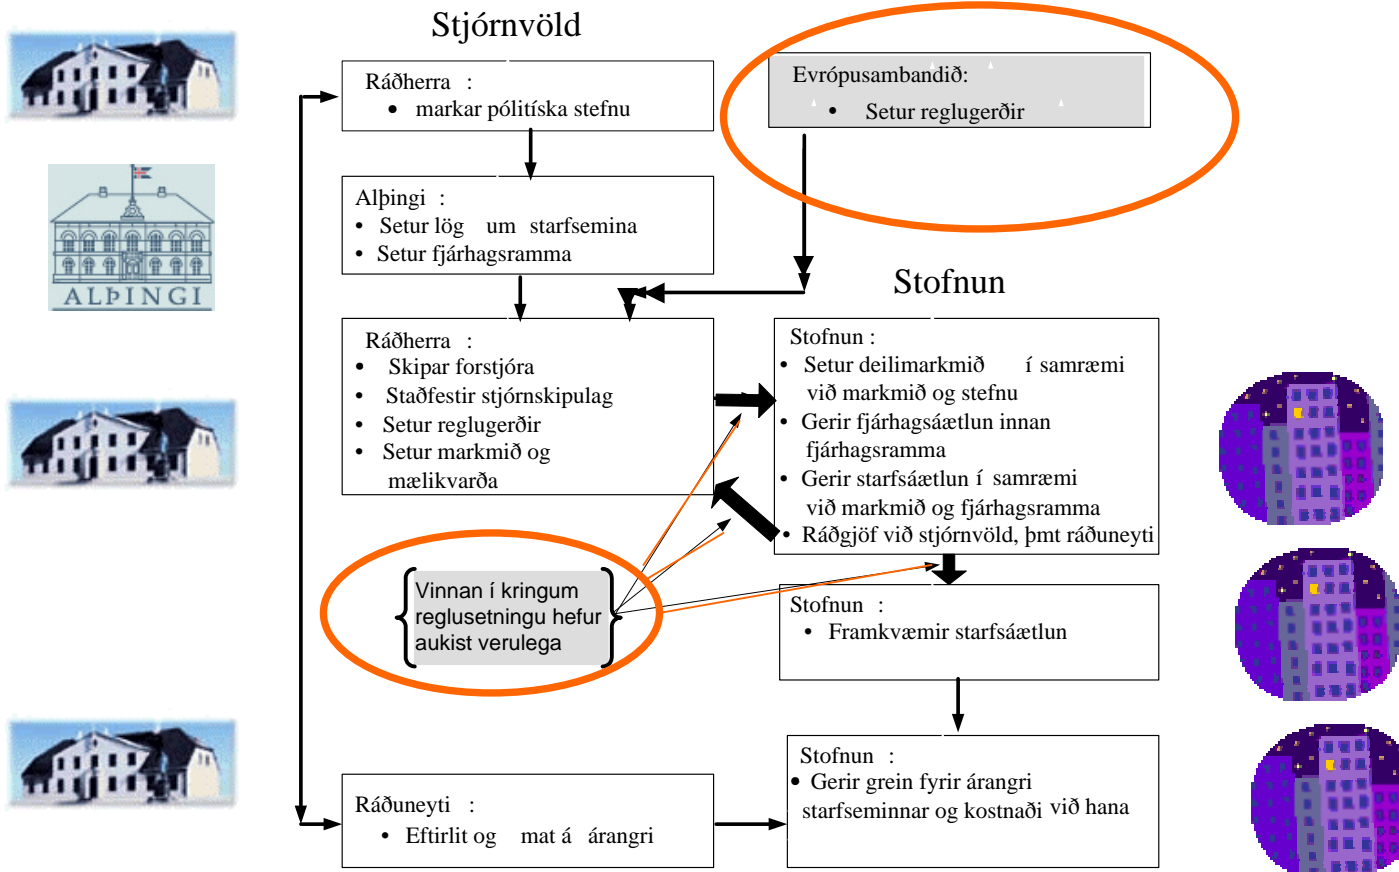 Stjórnvöld
Ráðherra :
• markar pólitíska stefnu
Evrópusambandið:
• Setur reglugerðir
Alþingi :
• Setur lög um starfsemina
• Setur fjárhagsramma
ALÞINGI
Stofnun
Ráðherra :
• Skipar forstjóra
• Staðfestir stjórnskipulag
• Setur reglugerðir
• Setur markmið og
mælikvarða
Stofnun :
• Setur deilimarkmið í samræmi
við markmið og stefnu
• Gerir fjárhagsáætlun innan
fjárhagsramma
• Gerir starfsáætlun í samræmi
við markmið og fjárhagsramma
• Ráðgjöf við stjórnvöld, þmt ráðuneyti
Vinnan í kringum
reglusetningu hefur
aukist verulega
Stofnun :
• Framkvæmir starfsáætlun
Stofnun :
• Gerir grein fyrir árangri
starfseminnar og kostnaði við hana
Ráðuneyti :
• Eftirlit og mat á árangri